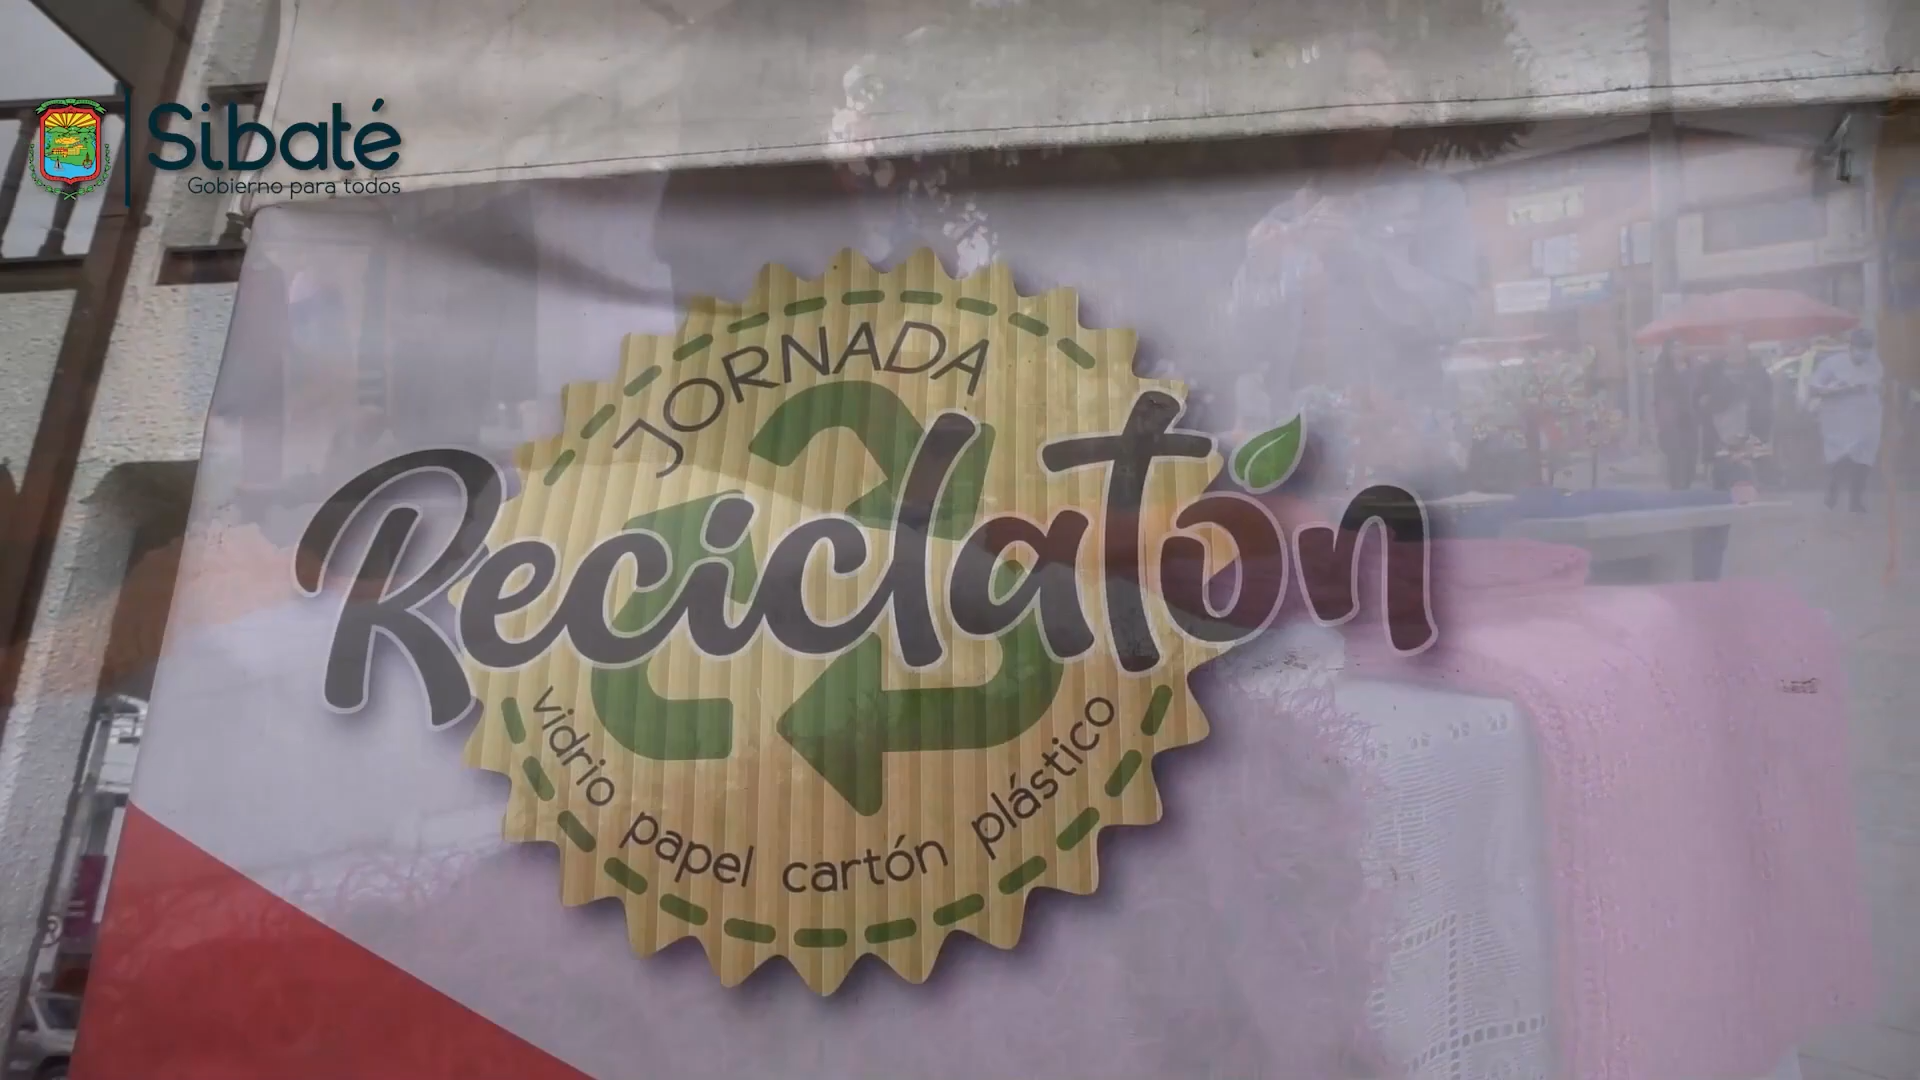 Sibaté
Gobierno para todos
JORNADA
Reciclatón
vidrio papel cartón plástico